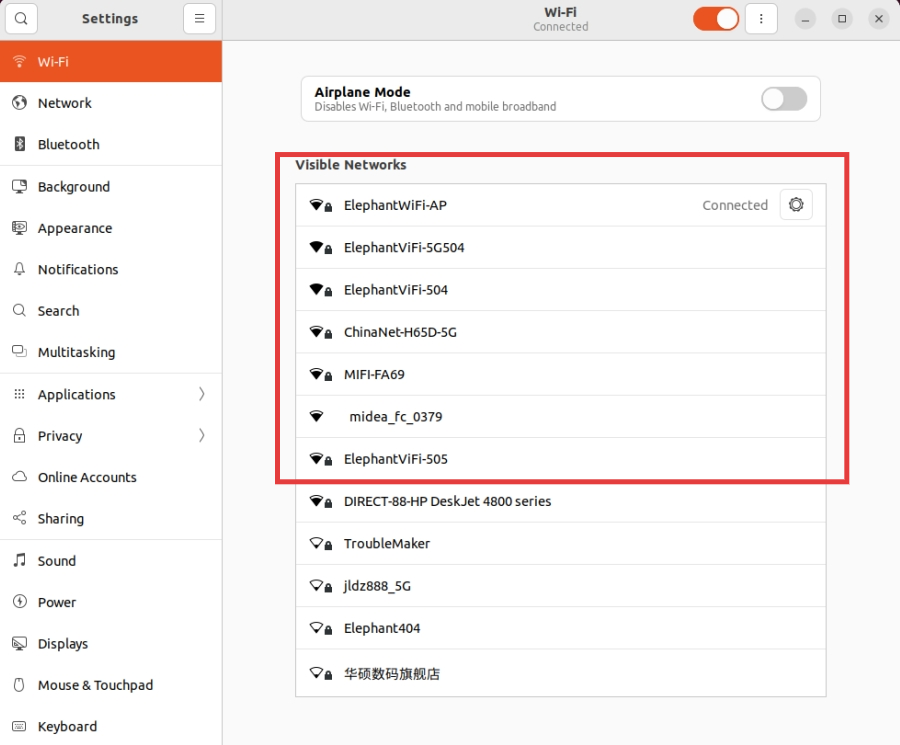 Settings
Wi-Fi
Connected
Wi-Fi
Network
Bluetooth
Background
Appearance
Notifications
Search
Multitasking
Applications
Privacy
Online Accounts
Sharing
Sound
Power
Displays
Mouse & Touchpad
Keyboard
Airplane Mode
Disables Wi-Fi, Bluetooth and mobile broadband
Visible Networks
ElephantWiFi-AP Connected
ElephantViFi-5G504
ElephantViFi-504
ChinaNet-H65D-5G
MIFI-FA69
midea_fc_0379
ElephantViFi-505
DIRECT-88-HP DeskJet 4800 series
TroubleMaker
jldz888_5G
Elephant404
华硕数码旗舰店